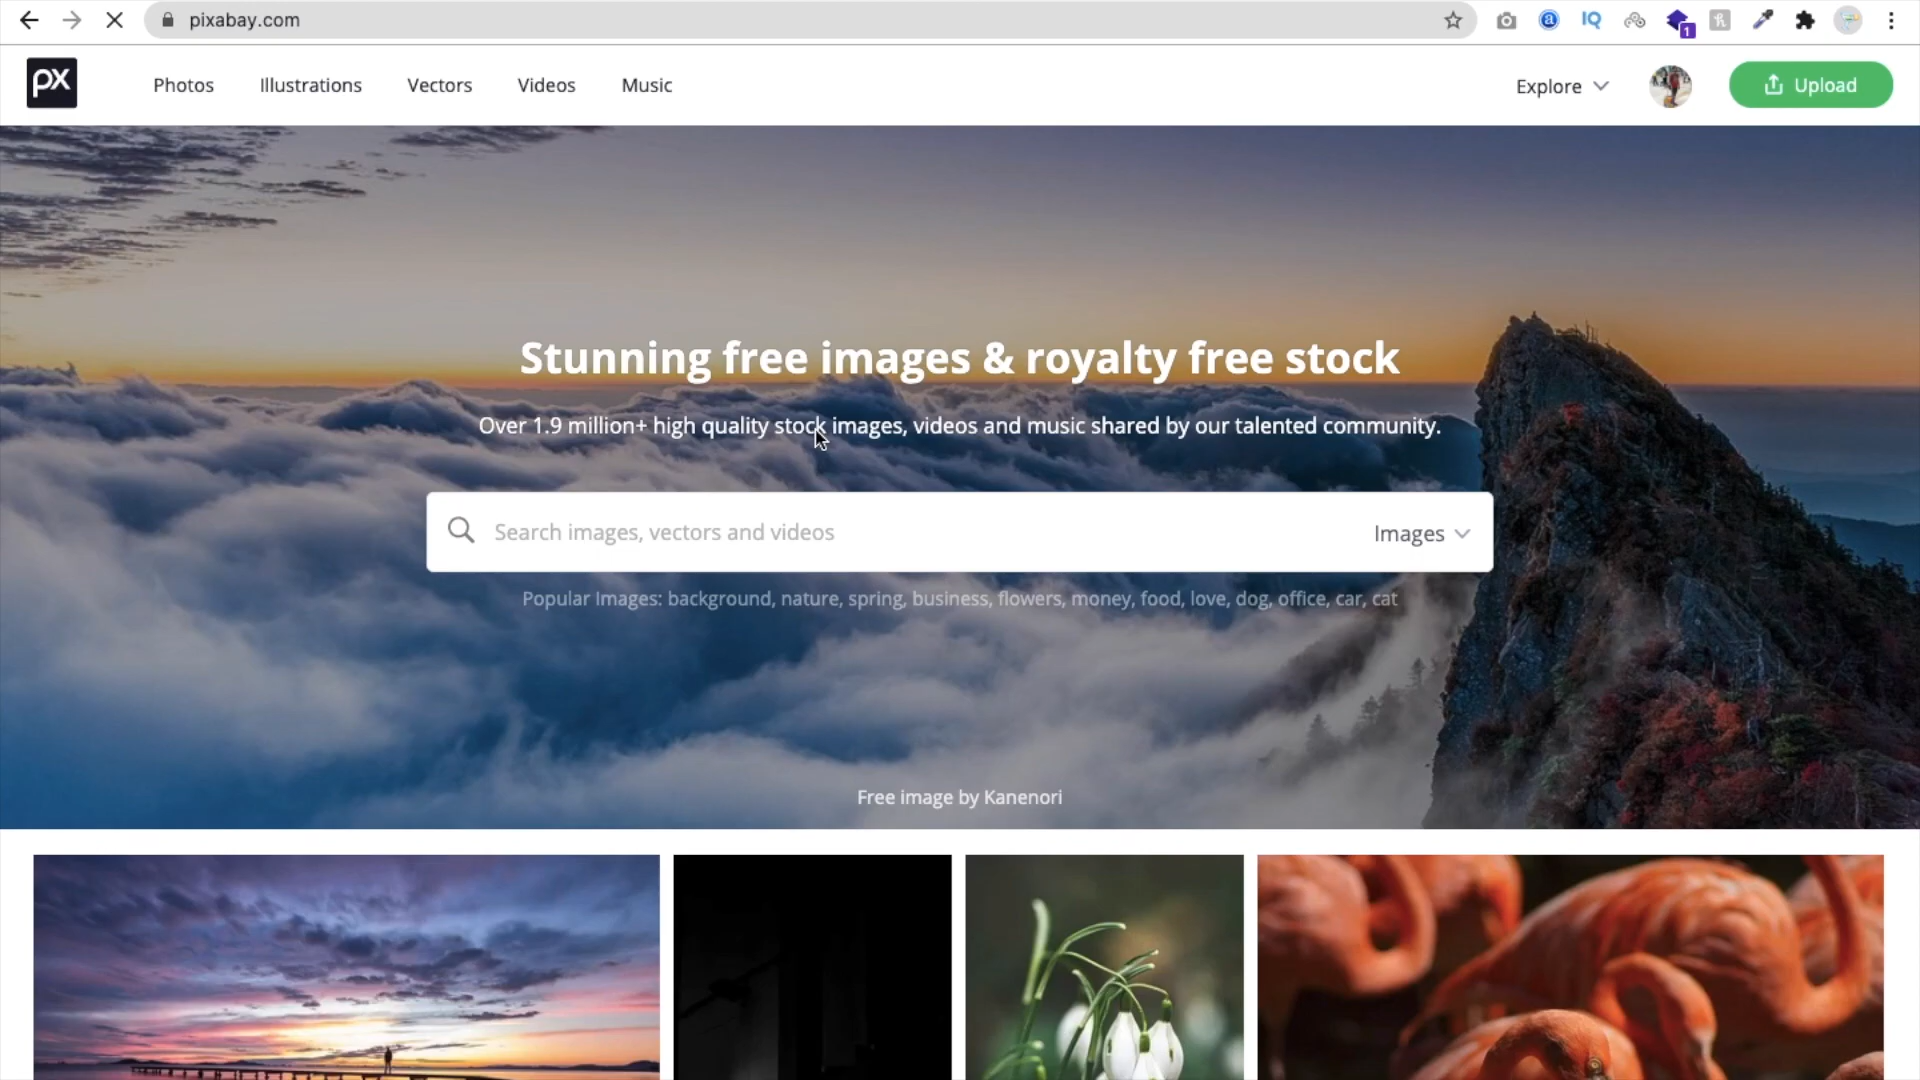 pixabay.com
1
px
Photos
Illustrations
Vectors
Videos
Music
Explore
Upload
Stunning free images & royalty free stock
Over 1.9 million+ high quality stock images, videos and music shared by our talented community.
Search images, vectors and videos
Images
Popular Images: background, nature, spring, business, flowers, money, food, love, dog, office, car, cat
Free image by Kanenori